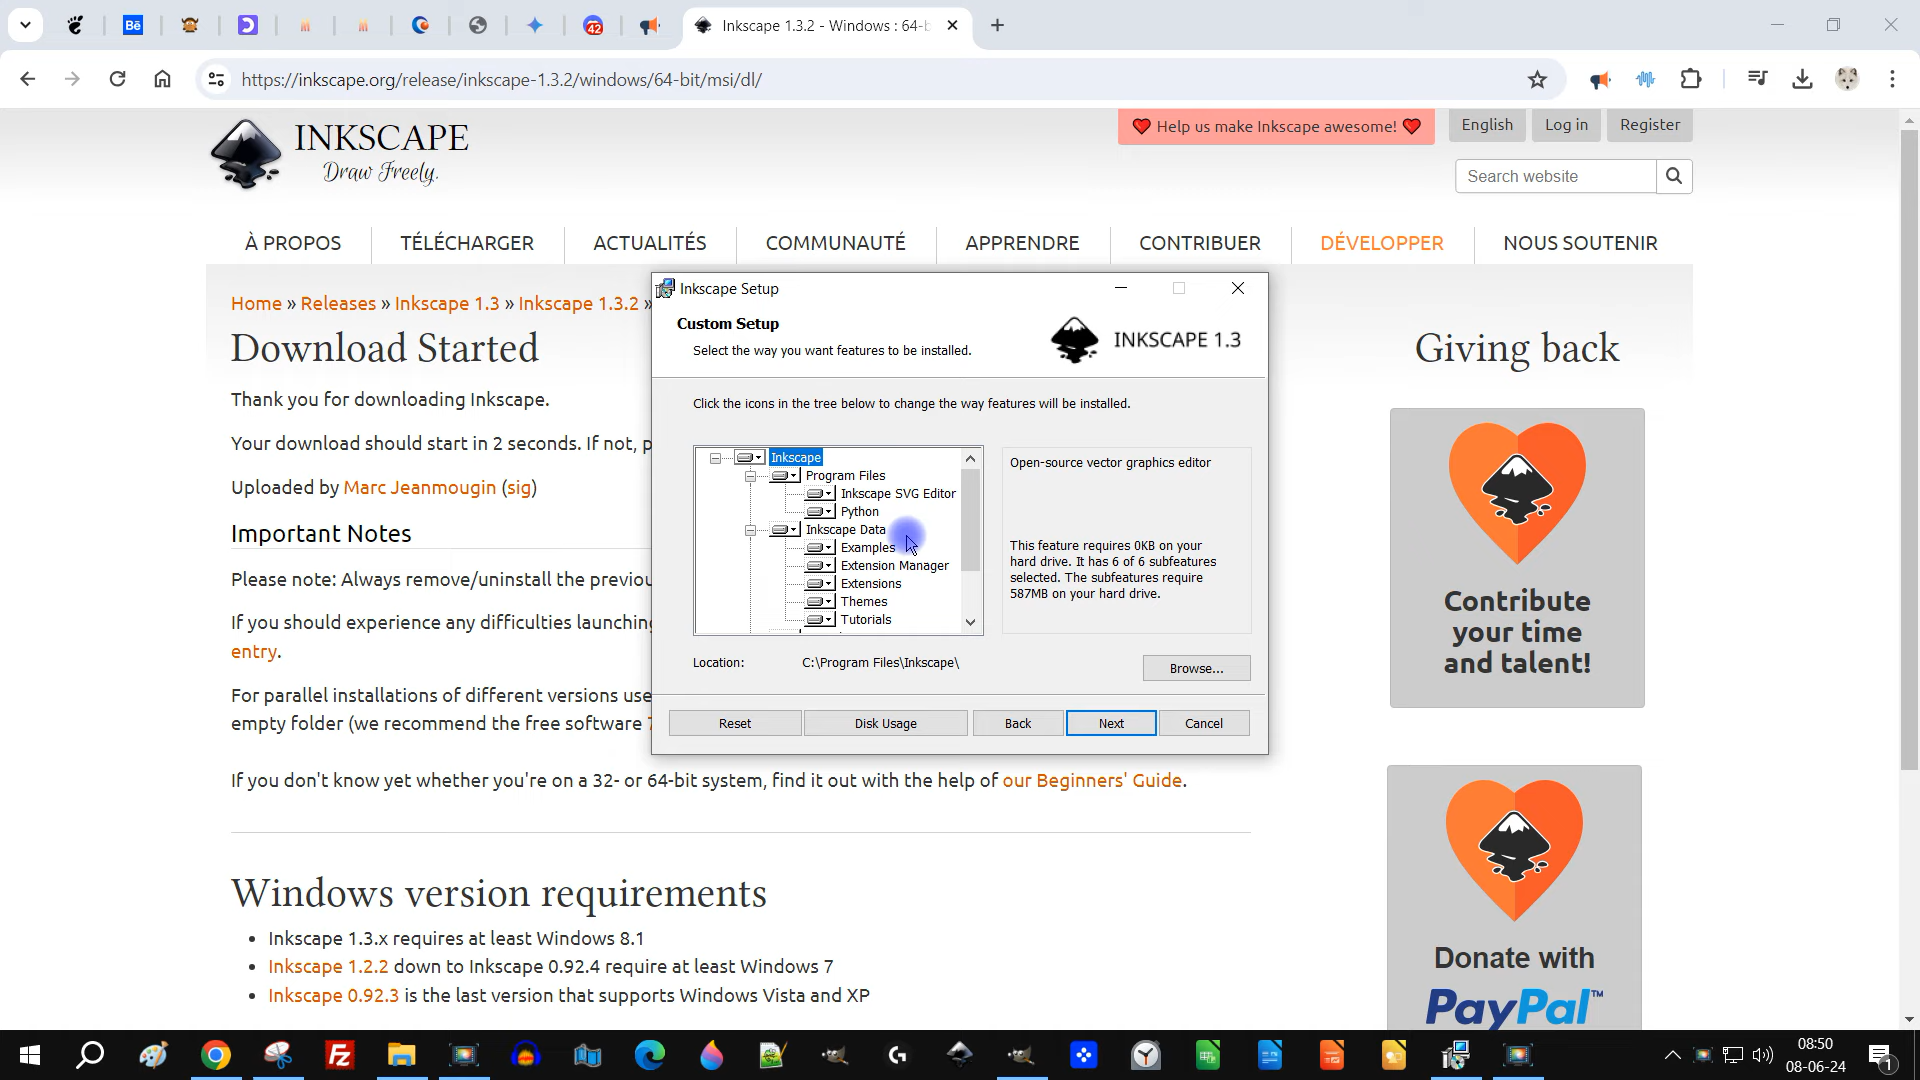 Inkscape 1.3.2 - Windows : 64-b
42
https://inkscape.org/release/inkscape-1.3.2/windows/64-bit/msi/dl/
INKSCAPE
Draw Freely.
Help us make Inkscape awesome!
English
Log in
Register
Search website
À PROPOS
TÉLÉCHARGER
ACTUALITÉS
COMMUNAUTÉ
APPRENDRE
CONTRIBUER
DÉVELOPPER
NOUS SOUTENIR
Home » Releases » Inkscape 1.3 » Inkscape 1.3.2 »
Download Started
Thank you for downloading Inkscape.
Your download should start in 2 seconds. If not, p
Uploaded by Marc Jeanmougin (sig)
Important Notes
Please note: Always remove/uninstall the previou
If you should experience any difficulties launching
entry.
For parallel installations of different versions use
empty folder (we recommend the free software 7
If you don't know yet whether you're on a 32- or 64-bit system, find it out with the help of our Beginners' Guide.
Windows version requirements
Inkscape 1.3.x requires at least Windows 8.1
Inkscape 1.2.2 down to Inkscape 0.92.4 require at least Windows 7
Inkscape 0.92.3 is the last version that supports Windows Vista and XP
Inkscape Setup
Custom Setup
Select the way you want features to be installed.
INKSCAPE 1.3
Click the icons in the tree below to change the way features will be installed.
Inkscape
Program Files
Inkscape SVG Editor
Python
Inkscape Data
Examples
Extension Manager
Extensions
Themes
Tutorials
Open-source vector graphics editor
This feature requires 0KB on your
hard drive. It has 6 of 6 subfeatures
selected. The subfeatures require
587MB on your hard drive.
Location:
C:\Program Files\Inkscape\
Browse...
Reset
Disk Usage
Back
Next
Cancel
Giving back
Contribute
your time
and talent!
Donate with
PayPal™
08:50
08-06-24
1